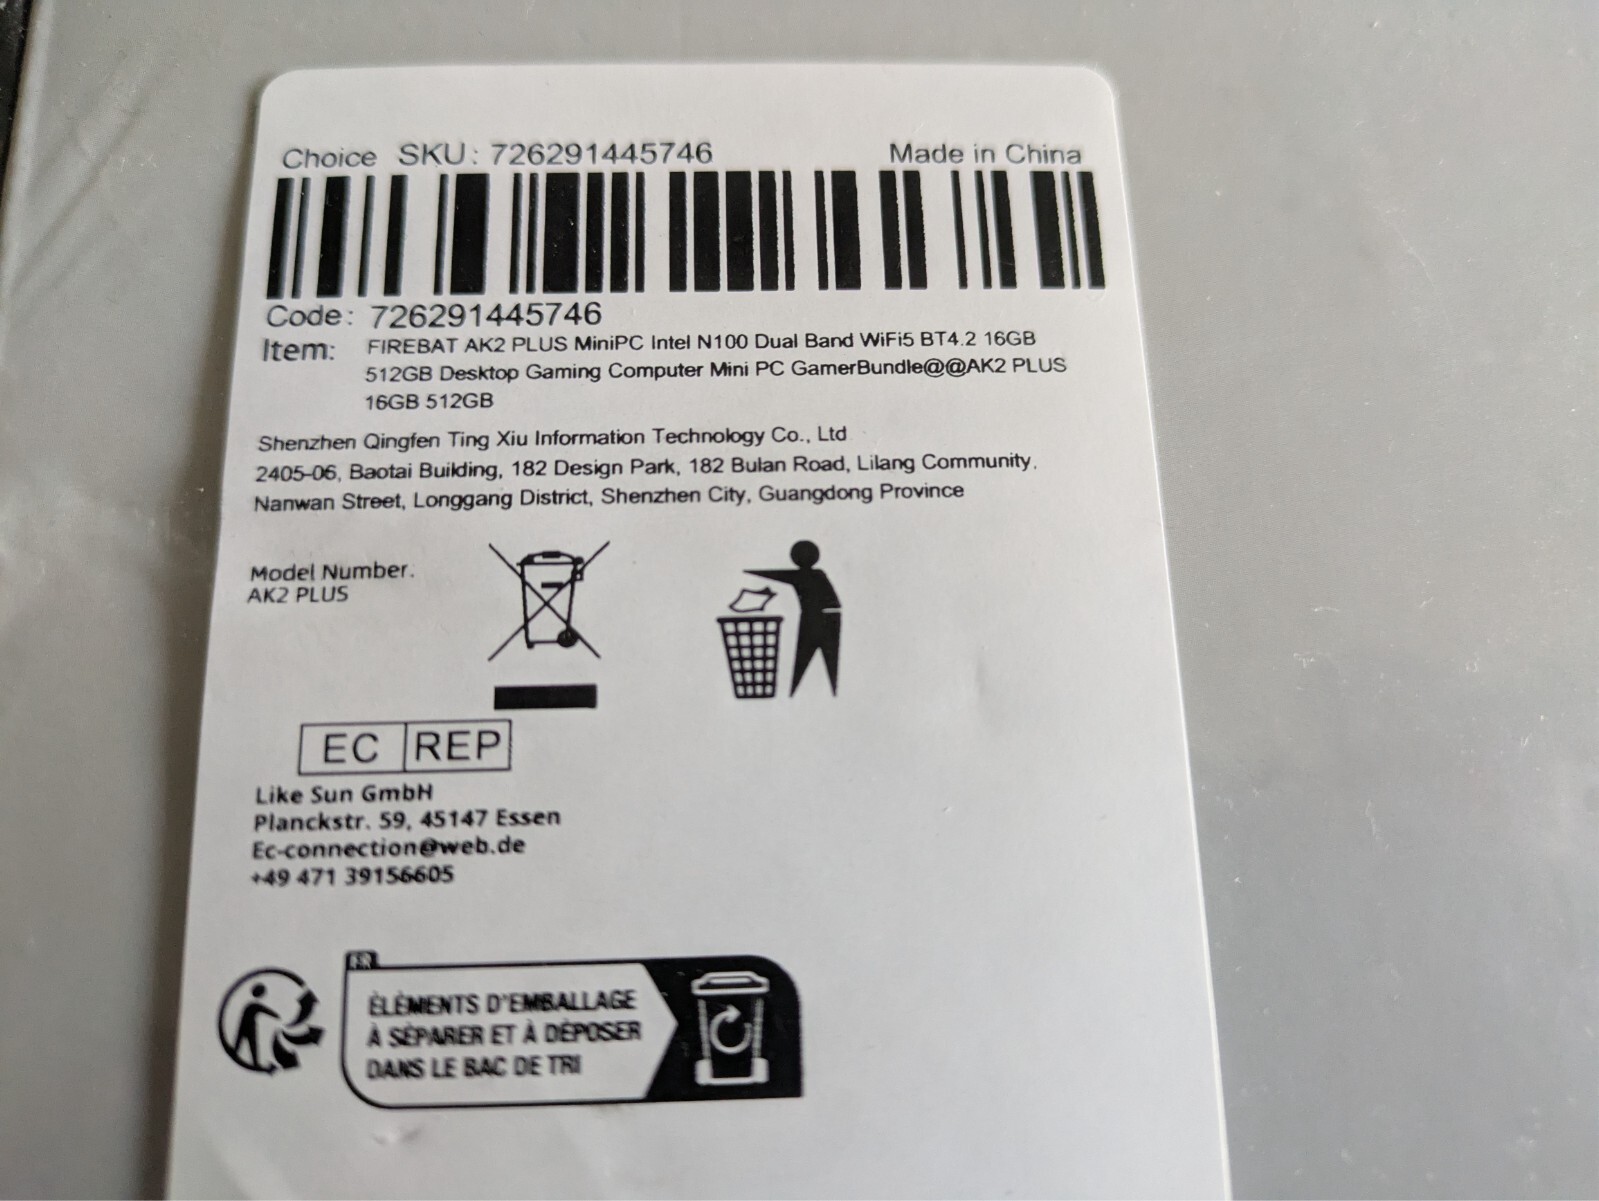 Choice SKU: 726291445746 Made in China
Code: 726291445746
Item: FIREBAT AK2 PLUS MiniPC Intel N100 Dual Band WiFi5 BT4.2 16GB
512GB Desktop Gaming Computer Mini PC GamerBundle@@AK2 PLUS
16GB 512GB
Shenzhen Qingfen Ting Xiu Information Technology Co., Ltd
2405-06, Baotai Building, 182 Design Park, 182 Bulan Road, Lilang Community,
Nanwan Street, Longgang District, Shenzhen City, Guangdong Province
Model Number.
AK2 PLUS
EC REP
Like Sun GmbH
Planckstr. 59, 45147 Essen
Ec-connection@web.de
+49 471 39156605
FR
ÉLÉMENTS D'EMBALLAGE
À SÉPARER ET À DÉPOSER
DANS LE BAC DE TRI